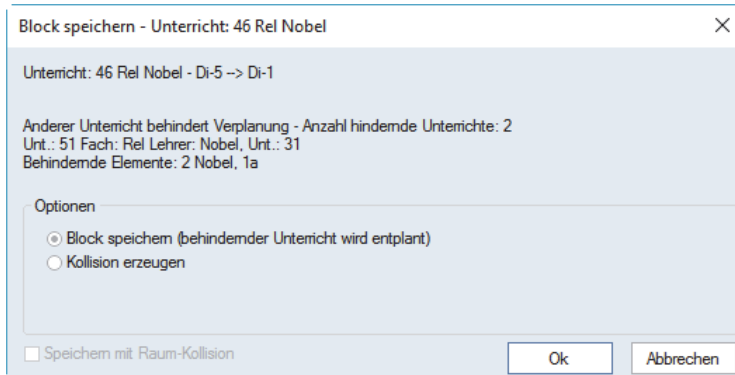 Block speichern - Unterricht: 46 Rel Nobel
Unterricht: 46 Rel Nobel - Di-5 --> Di-1
Anderer Unterricht behindert Verplanung - Anzahl hindernde Unterrichte: 2
Unt.: 51 Fach: Rel Lehrer: Nobel, Unt.: 31
Behindernde Elemente: 2 Nobel, 1a
Optionen
Block speichern (behindernder Unterricht wird entplant)
Kollision erzeugen
Speichern mit Raum-Kollision
Ok
Abbrechen